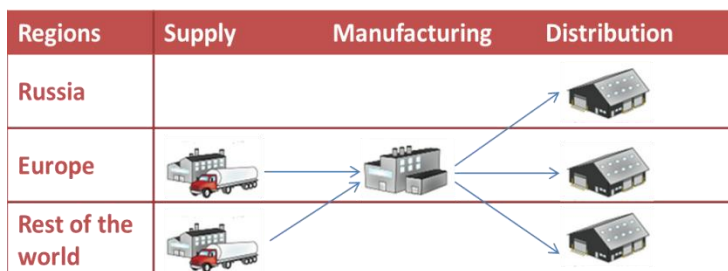 Regions Supply Manufacturing Distribution
Russia
Europe
Rest of the
world